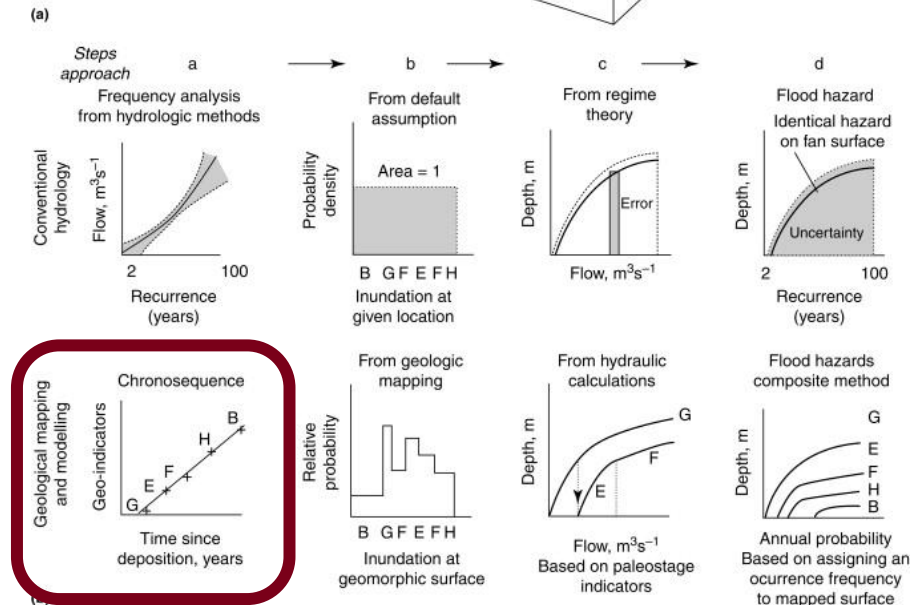 (a)
Steps
approach
a
b
c
d
Frequency analysis
from hydrologic methods
From default
assumption
From regime
theory
Flood hazard
Identical hazard
on fan surface
Conventional
hydrology
Flow, m³s⁻¹
2
100
Recurrence
(years)
Probability
density
Area = 1
B G F E F H
Inundation at
given location
Depth, m
Error
Flow, m³s⁻¹
Depth, m
Uncertainty
2
100
Recurrence
(years)
Geological mapping
and modelling
Chronosequence
Geo-indicators
G
E
F
H
B
Time since
deposition, years
From geologic
mapping
Relative
probability
B G F E F H
Inundation at
geomorphic surface
From hydraulic
calculations
Depth, m
G
F
E
Flow, m³s⁻¹
Based on paleostage
indicators
Flood hazards
composite method
Depth, m
G
E
F
H
B
Annual probability
Based on assigning an
ocurrence frequency
to mapped surface